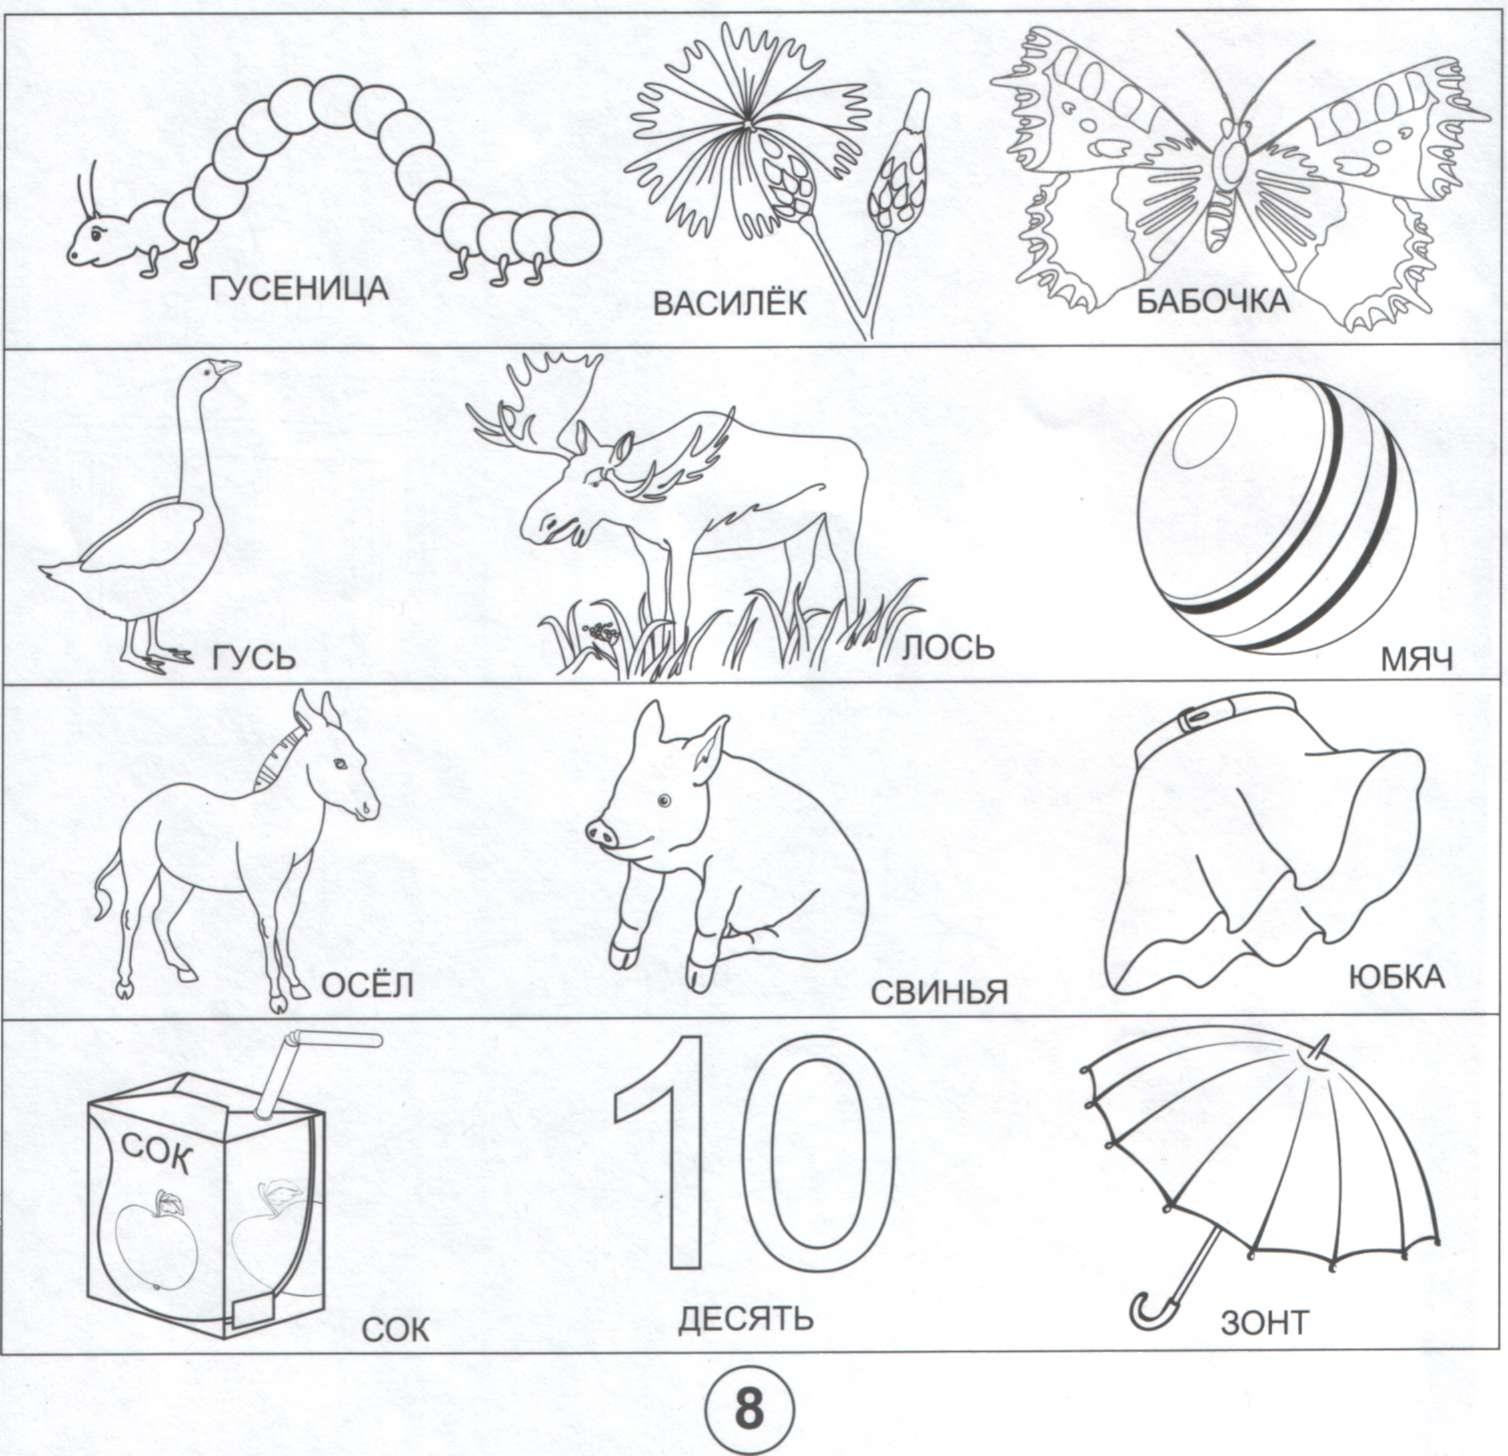 ГУСЕНИЦА
ВАСИЛЁК
БАБОЧКА
ГУСЬ
ЛОСЬ
МЯЧ
ОСЁЛ
СВИНЬЯ
ЮБКА
СОК
СОК
10
ДЕСЯТЬ
ЗОНТ
8